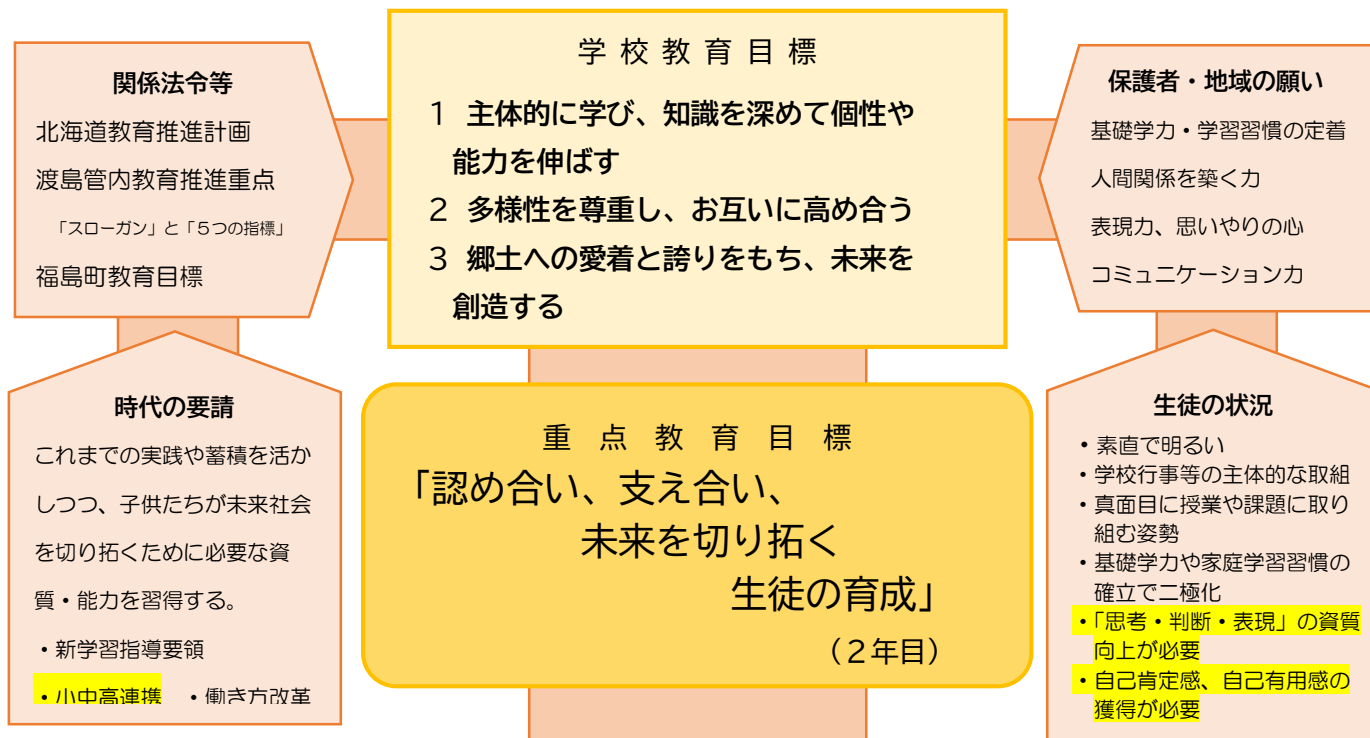 学校教育目標
1 主体的に学び、知識を深めて個性や
能力を伸ばす
2 多様性を尊重し、お互いに高め合う
3 郷土への愛着と誇りをもち、未来を
創造する
関係法令等
北海道教育推進計画
渡島管内教育推進重点
「スローガン」と「5つの指標」
福島町教育目標
保護者・地域の願い
基礎学力・学習習慣の定着
人間関係を築く力
表現力、思いやりの心
コミュニケーション力
時代の要請
これまでの実践や蓄積を活か
しつつ、子供たちが未来社会
を切り拓くために必要な資
質・能力を習得する。
・新学習指導要領
・小中高連携 ・働き方改革
重点教育目標
「認め合い、支え合い、
未来を切り拓く
生徒の育成」
(2年目)
生徒の状況
・素直で明るい
・学校行事等の主体的な取組
・真面目に授業や課題に取り
組む姿勢
・基礎学力や家庭学習習慣の
確立で二極化
・「思考・判断・表現」の資質
向上が必要
・自己肯定感、自己有用感の
獲得が必要